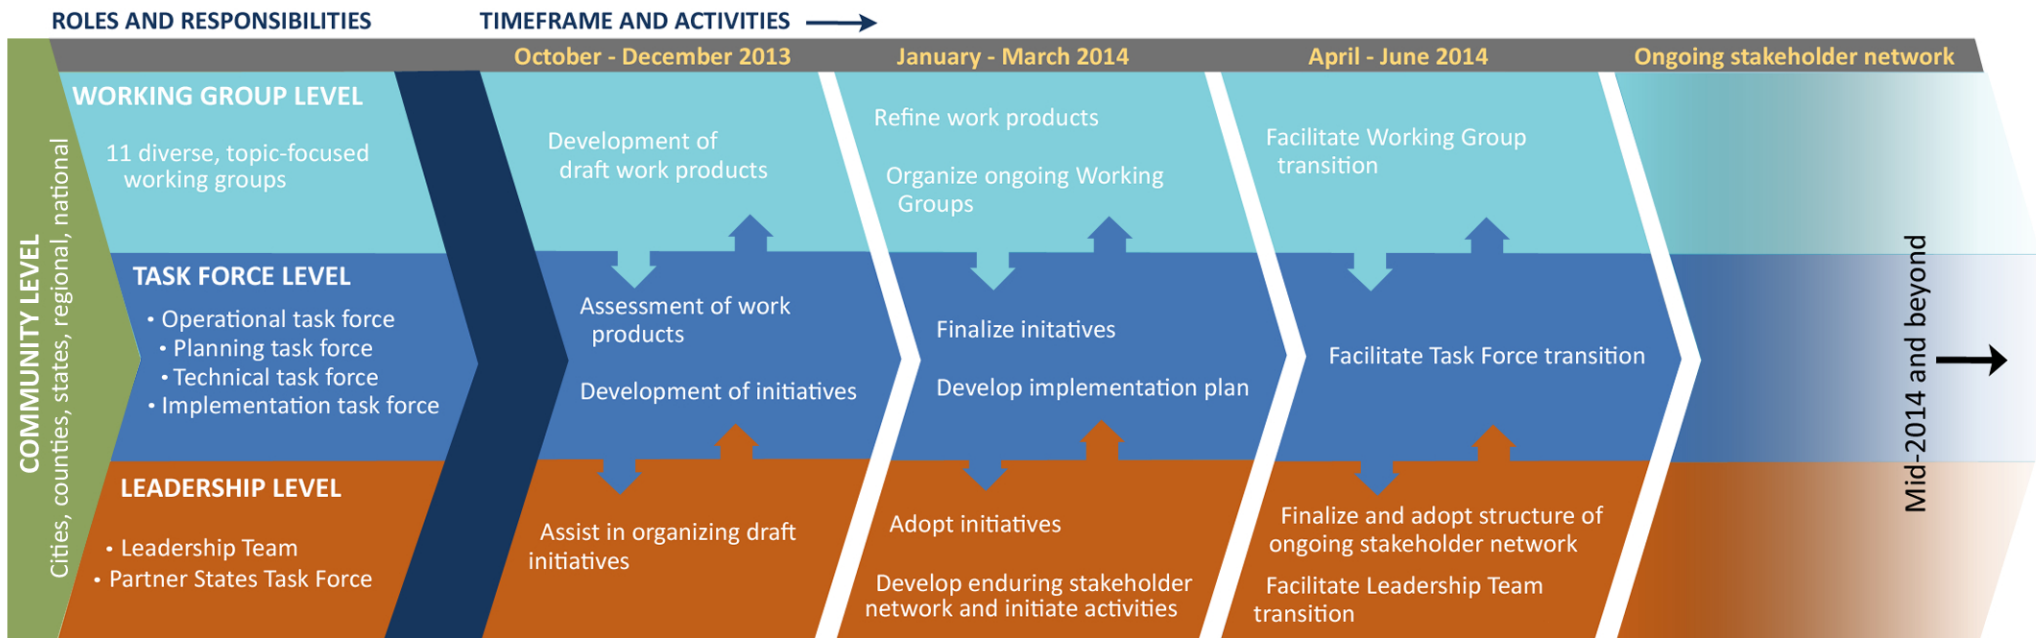 ROLES AND RESPONSIBILITIES
TIMEFRAME AND ACTIVITIES
October - December 2013
January - March 2014
April - June 2014
Ongoing stakeholder network
COMMUNITY LEVEL
Cities, counties, states, regional, national
WORKING GROUP LEVEL
11 diverse, topic-focused
working groups
Development of
draft work products
Refine work products
Organize ongoing Working
Groups
Facilitate Working Group
transition
TASK FORCE LEVEL
• Operational task force
• Planning task force
• Technical task force
• Implementation task force
Assessment of work
products
Development of initiatives
Finalize initatives
Develop implementation plan
Facilitate Task Force transition
LEADERSHIP LEVEL
• Leadership Team
• Partner States Task Force
Assist in organizing draft
initiatives
Adopt initiatives
Develop enduring stakeholder
network and initiate activities
Finalize and adopt structure of
ongoing stakeholder network
Facilitate Leadership Team
transition
Mid-2014 and beyond